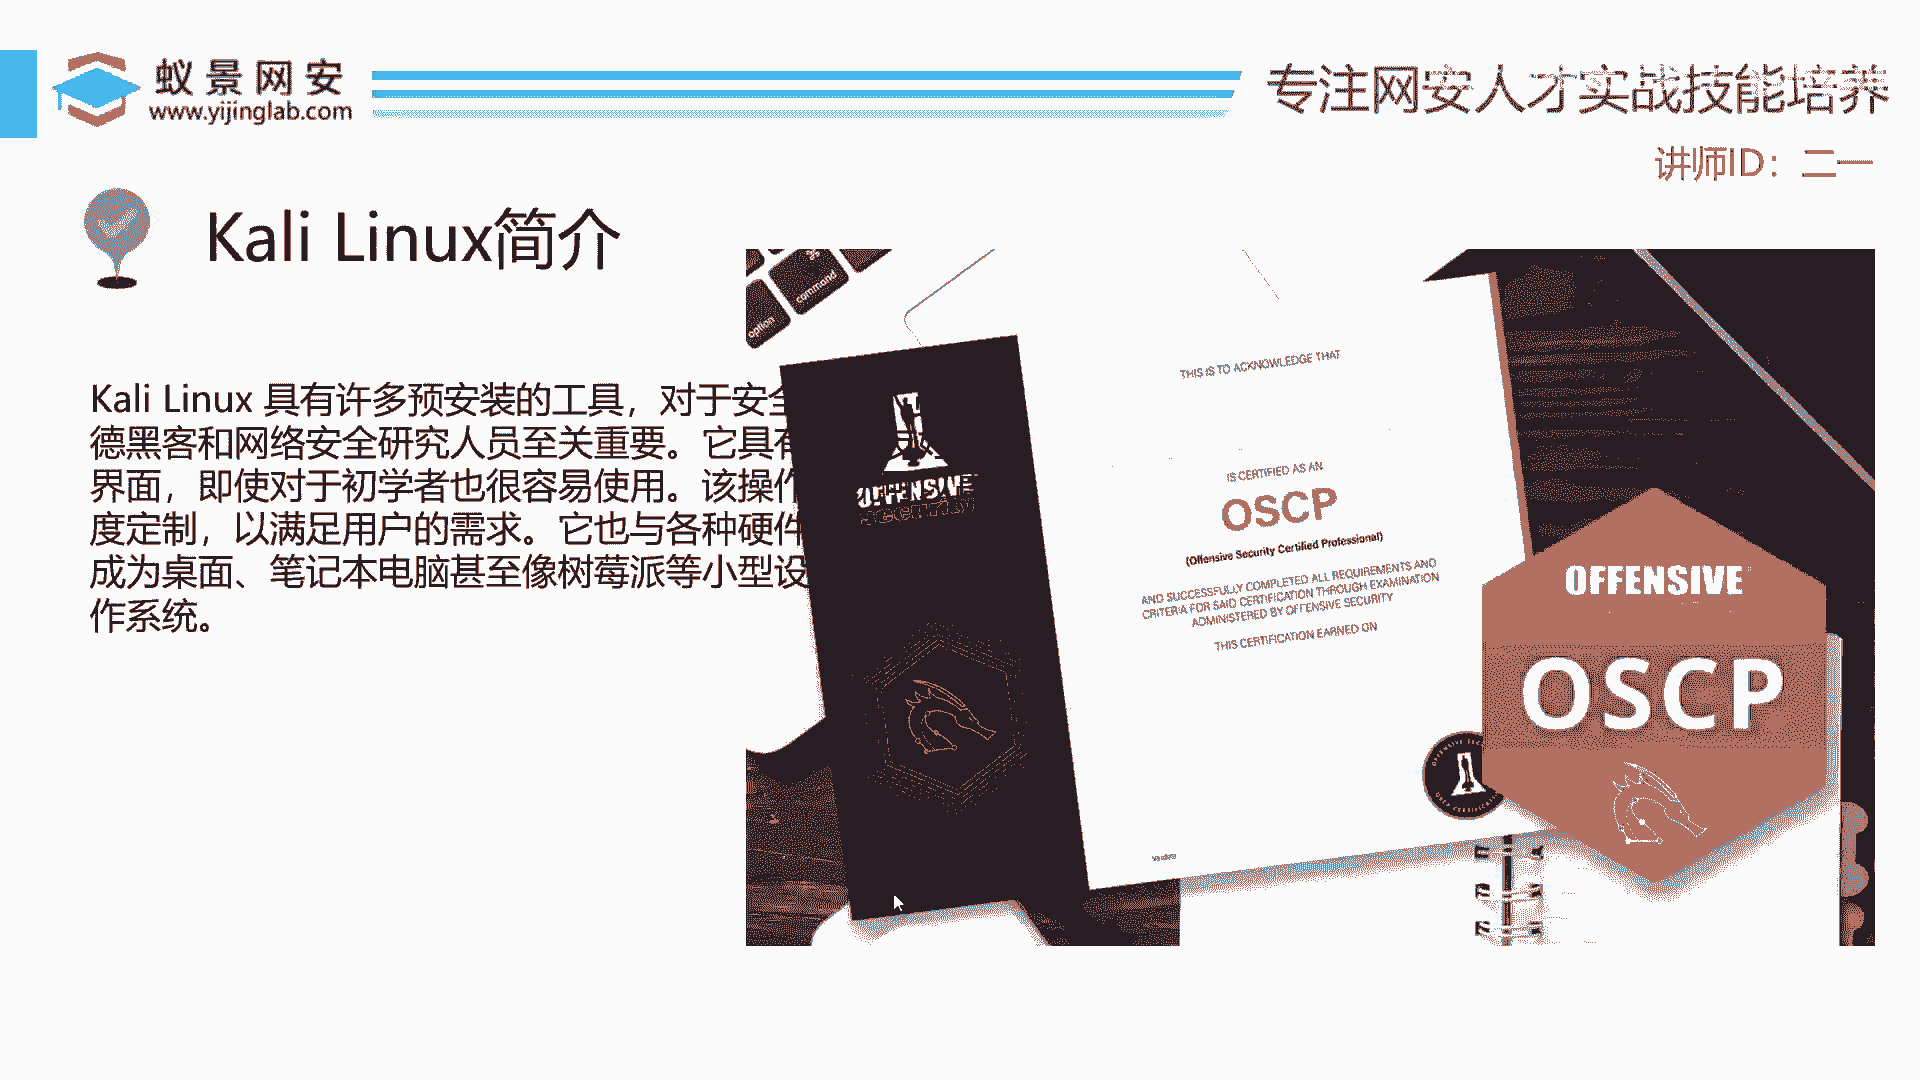 蚁景网安
www.yijinglab.com
专注网安人才实战技能培养
讲师ID：二一
Kali Linux简介
Kali Linux 具有许多预安装的工具，对于安全
德黑客和网络安全研究人员至关重要。它具有
界面，即使对于初学者也很容易使用。该操作
度定制，以满足用户的需求。它也与各种硬件
成为桌面、笔记本电脑甚至像树莓派等小型设
作系统。
command
option
OFFENSIVE
SECURITY
THIS IS TO ACKNOWLEDGE THAT
IS CERTIFIED AS AN
OSCP
(Offensive Security Certified Professional)
AND SUCCESSFULLY COMPLETED ALL REQUIREMENTS AND
CRITERIA FOR SAID CERTIFICATION THROUGH EXAMINATION
ADMINISTERED BY OFFENSIVE SECURITY
THIS CERTIFICATION EARNED ON
OFFENSIVE
OSCP